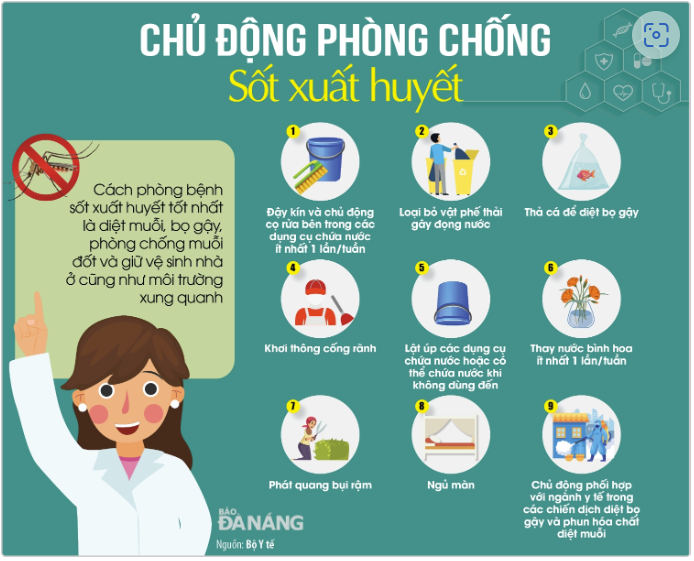 CHỦ ĐỘNG PHÒNG CHỐNG
Sốt xuất huyết
Cách phòng bệnh
sốt xuất huyết tốt nhất
là diệt muỗi, bọ gậy,
phòng chống muỗi
đốt và giữ vệ sinh nhà
ở cũng như môi trường
xung quanh
1
Đậy kín và chủ động
cọ rửa bên trong các
dụng cụ chứa nước
ít nhất 1 lần/tuần
2
Loại bỏ vật phế thải
gây đọng nước
3
Thả cá để diệt bọ gậy
4
Khơi thông cống rãnh
5
Lật úp các dụng cụ
chứa nước hoặc có
thể chứa nước khi
không dùng đến
6
Thay nước bình hoa
ít nhất 1 lần/tuần
7
Phát quang bụi rậm
8
Ngủ màn
9
Chủ động phối hợp
với ngành y tế trong
các chiến dịch diệt bọ
gậy và phun hóa chất
diệt muỗi
BÁO
ĐÀ NẴNG
Nguồn: Bộ Y tế